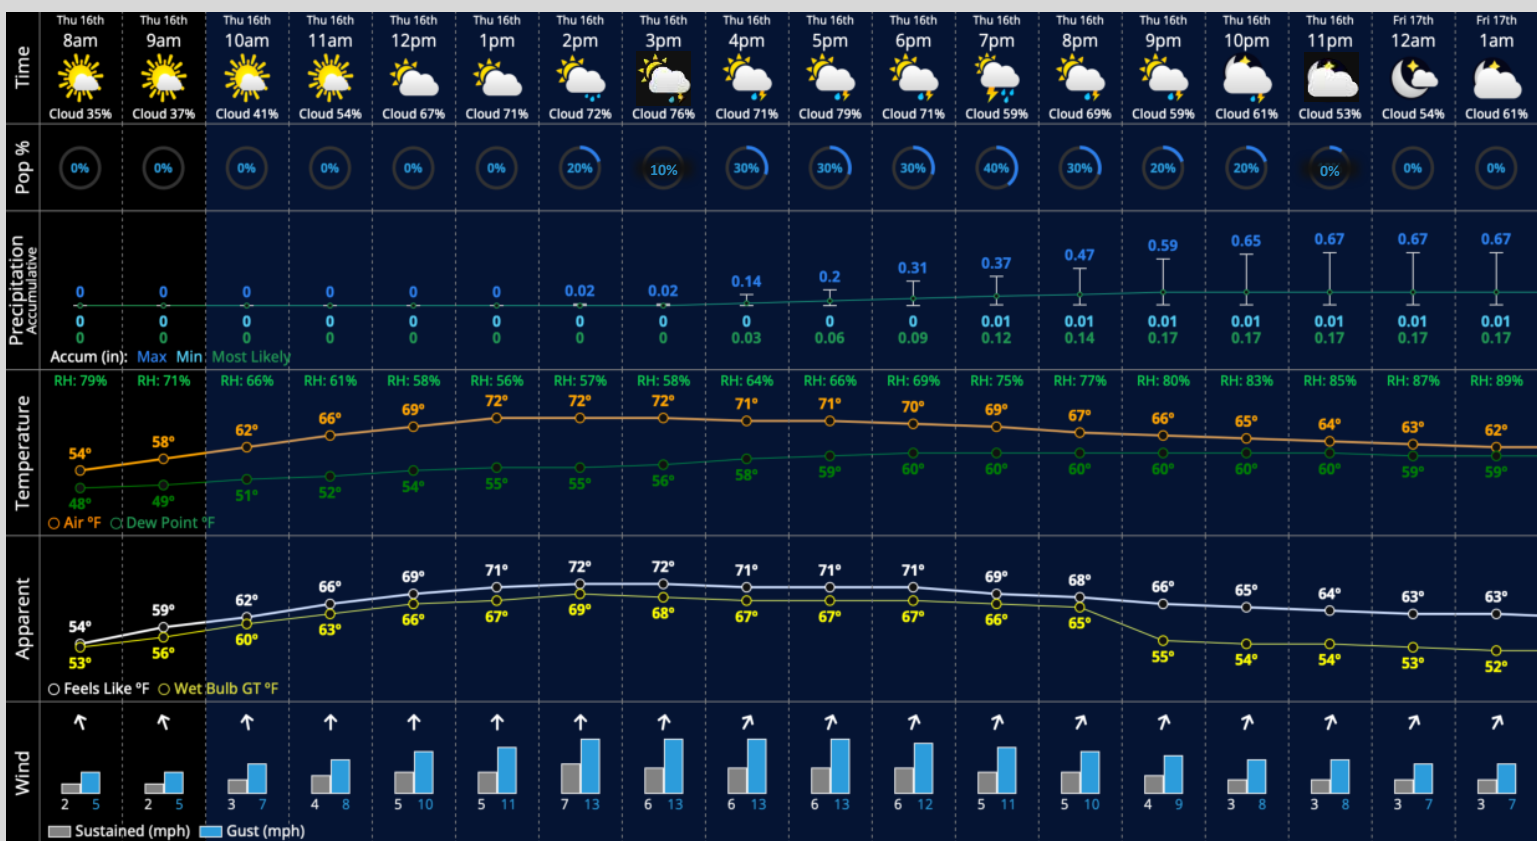 Time
Thu 16th Thu 16th Thu 16th Thu 16th Thu 16th Thu 16th Thu 16th Thu 16th Thu 16th Thu 16th Thu 16th Thu 16th Thu 16th Thu 16th Thu 16th Thu 16th Fri 17th Fri 17th
8am 9am 10am 11am 12pm 1pm 2pm 3pm 4pm 5pm 6pm 7pm 8pm 9pm 10pm 11pm 12am 1am
Cloud 35% Cloud 37% Cloud 41% Cloud 54% Cloud 67% Cloud 71% Cloud 72% Cloud 76% Cloud 71% Cloud 79% Cloud 71% Cloud 59% Cloud 69% Cloud 59% Cloud 61% Cloud 53% Cloud 54% Cloud 61%
Pop %
0% 0% 0% 0% 0% 0% 20% 10% 30% 30% 30% 40% 30% 20% 20% 0% 0% 0%
Precipitation
Accumulative
0 0 0 0 0 0 0.02 0.02 0.14 0.2 0.31 0.37 0.47 0.59 0.65 0.67 0.67 0.67
0 0 0 0 0 0 0 0 0 0 0 0.01 0.01 0.01 0.01 0.01 0.01 0.01
0 0 0 0 0 0 0 0 0.03 0.06 0.09 0.12 0.14 0.17 0.17 0.17 0.17 0.17
Accum (in): Max Min Most Likely
Temperature
RH: 79% RH: 71% RH: 66% RH: 61% RH: 58% RH: 56% RH: 57% RH: 58% RH: 64% RH: 66% RH: 69% RH: 75% RH: 77% RH: 80% RH: 83% RH: 85% RH: 87% RH: 89%
54° 58° 62° 66° 69° 72° 72° 72° 71° 71° 70° 69° 67° 66° 65° 64° 63° 62°
48° 49° 51° 52° 54° 55° 55° 56° 58° 59° 60° 60° 60° 60° 60° 60° 59° 59°
Air °F Dew Point °F
Apparent
54° 59° 62° 66° 69° 71° 72° 72° 71° 71° 71° 69° 68° 66° 65° 64° 63° 63°
53° 56° 60° 63° 66° 67° 69° 68° 67° 67° 67° 66° 65° 55° 54° 54° 53° 52°
Feels Like °F Wet Bulb GT °F
Wind
2 5 2 5 3 7 4 8 5 10 5 11 7 13 6 13 6 13 6 13 6 12 5 11 5 10 4 9 3 8 3 8 3 7 3 7
Sustained (mph) Gust (mph)